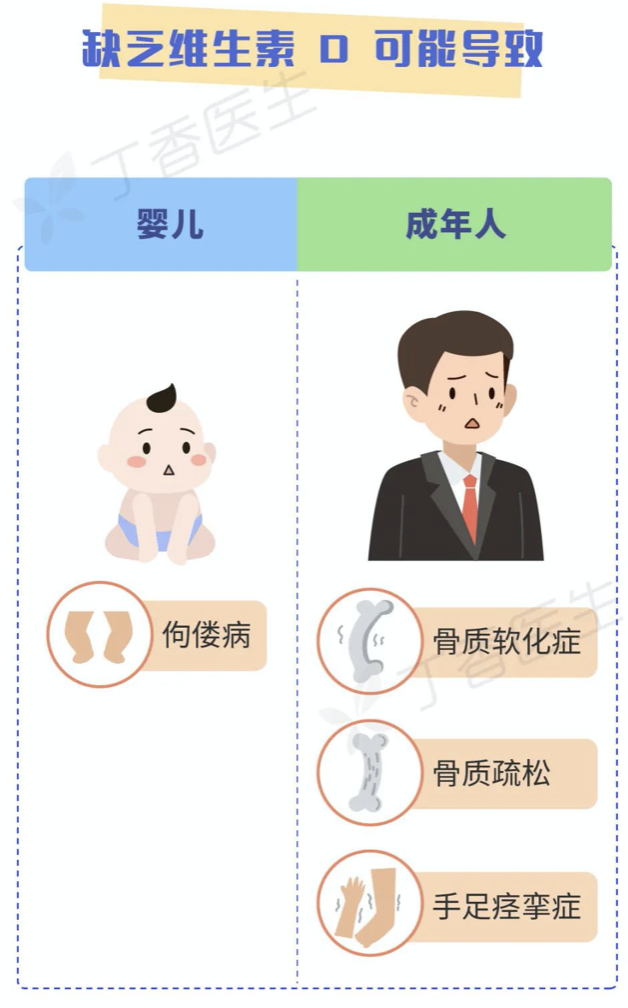 缺乏维生素 D 可能导致
丁香医生
婴儿
成年人
佝偻病
骨质软化症
丁香医生
骨质疏松
手足痉挛症